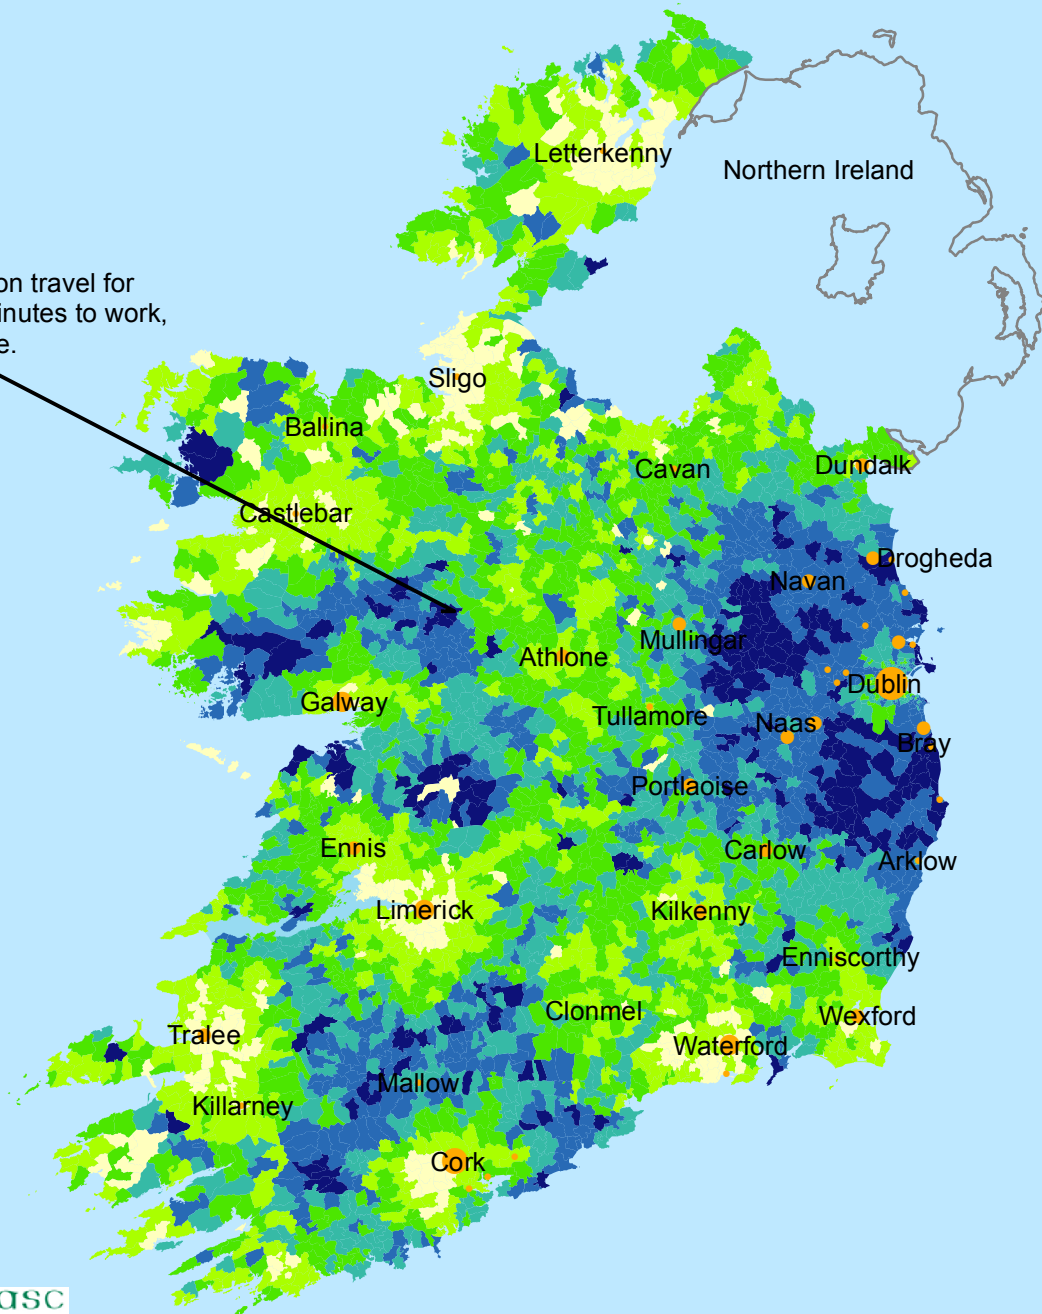 Letterkenny
Northern Ireland
on travel for
inutes to work,
e.
Sligo
Ballina
Cavan
Dundalk
Castlebar
Drogheda
Navan
Mullingar
Athlone
Dublin
Galway
Tullamore
Naas
Bray
Portlaoise
Ennis
Carlow
Arklow
Limerick
Kilkenny
Enniscorthy
Clonmel
Wexford
Tralee
Waterford
Mallow
Killarney
Cork
asc